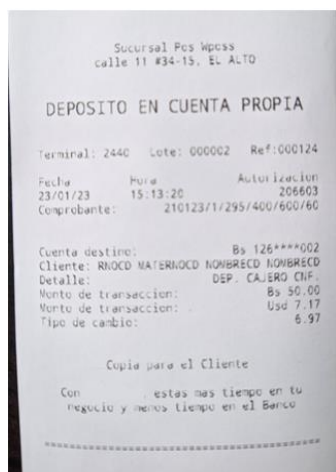 Sucursal Pos Wposs
calle 11 #34-15, EL ALTO
DEPOSITO EN CUENTA PROPIA
Terminal: 2440 Lote: 000002 Ref:000124
Fecha Hora Autorizacion
23/01/23 15:13:20 206603
Comprobante: 210123/1/295/400/600/60
Cuenta destino: Bs 126****002
Cliente: RNOCD MATERNOCD NOMBRECD NOMBRECD
Detalle: DEP. CAJERO CNF.
Monto de transaccion: Bs 50.00
Monto de transaccion: Usd 7.17
Tipo de cambio: 6.97
Copia para el Cliente
Con estas mas tiempo en tu
negocio y menos tiempo en el Banco